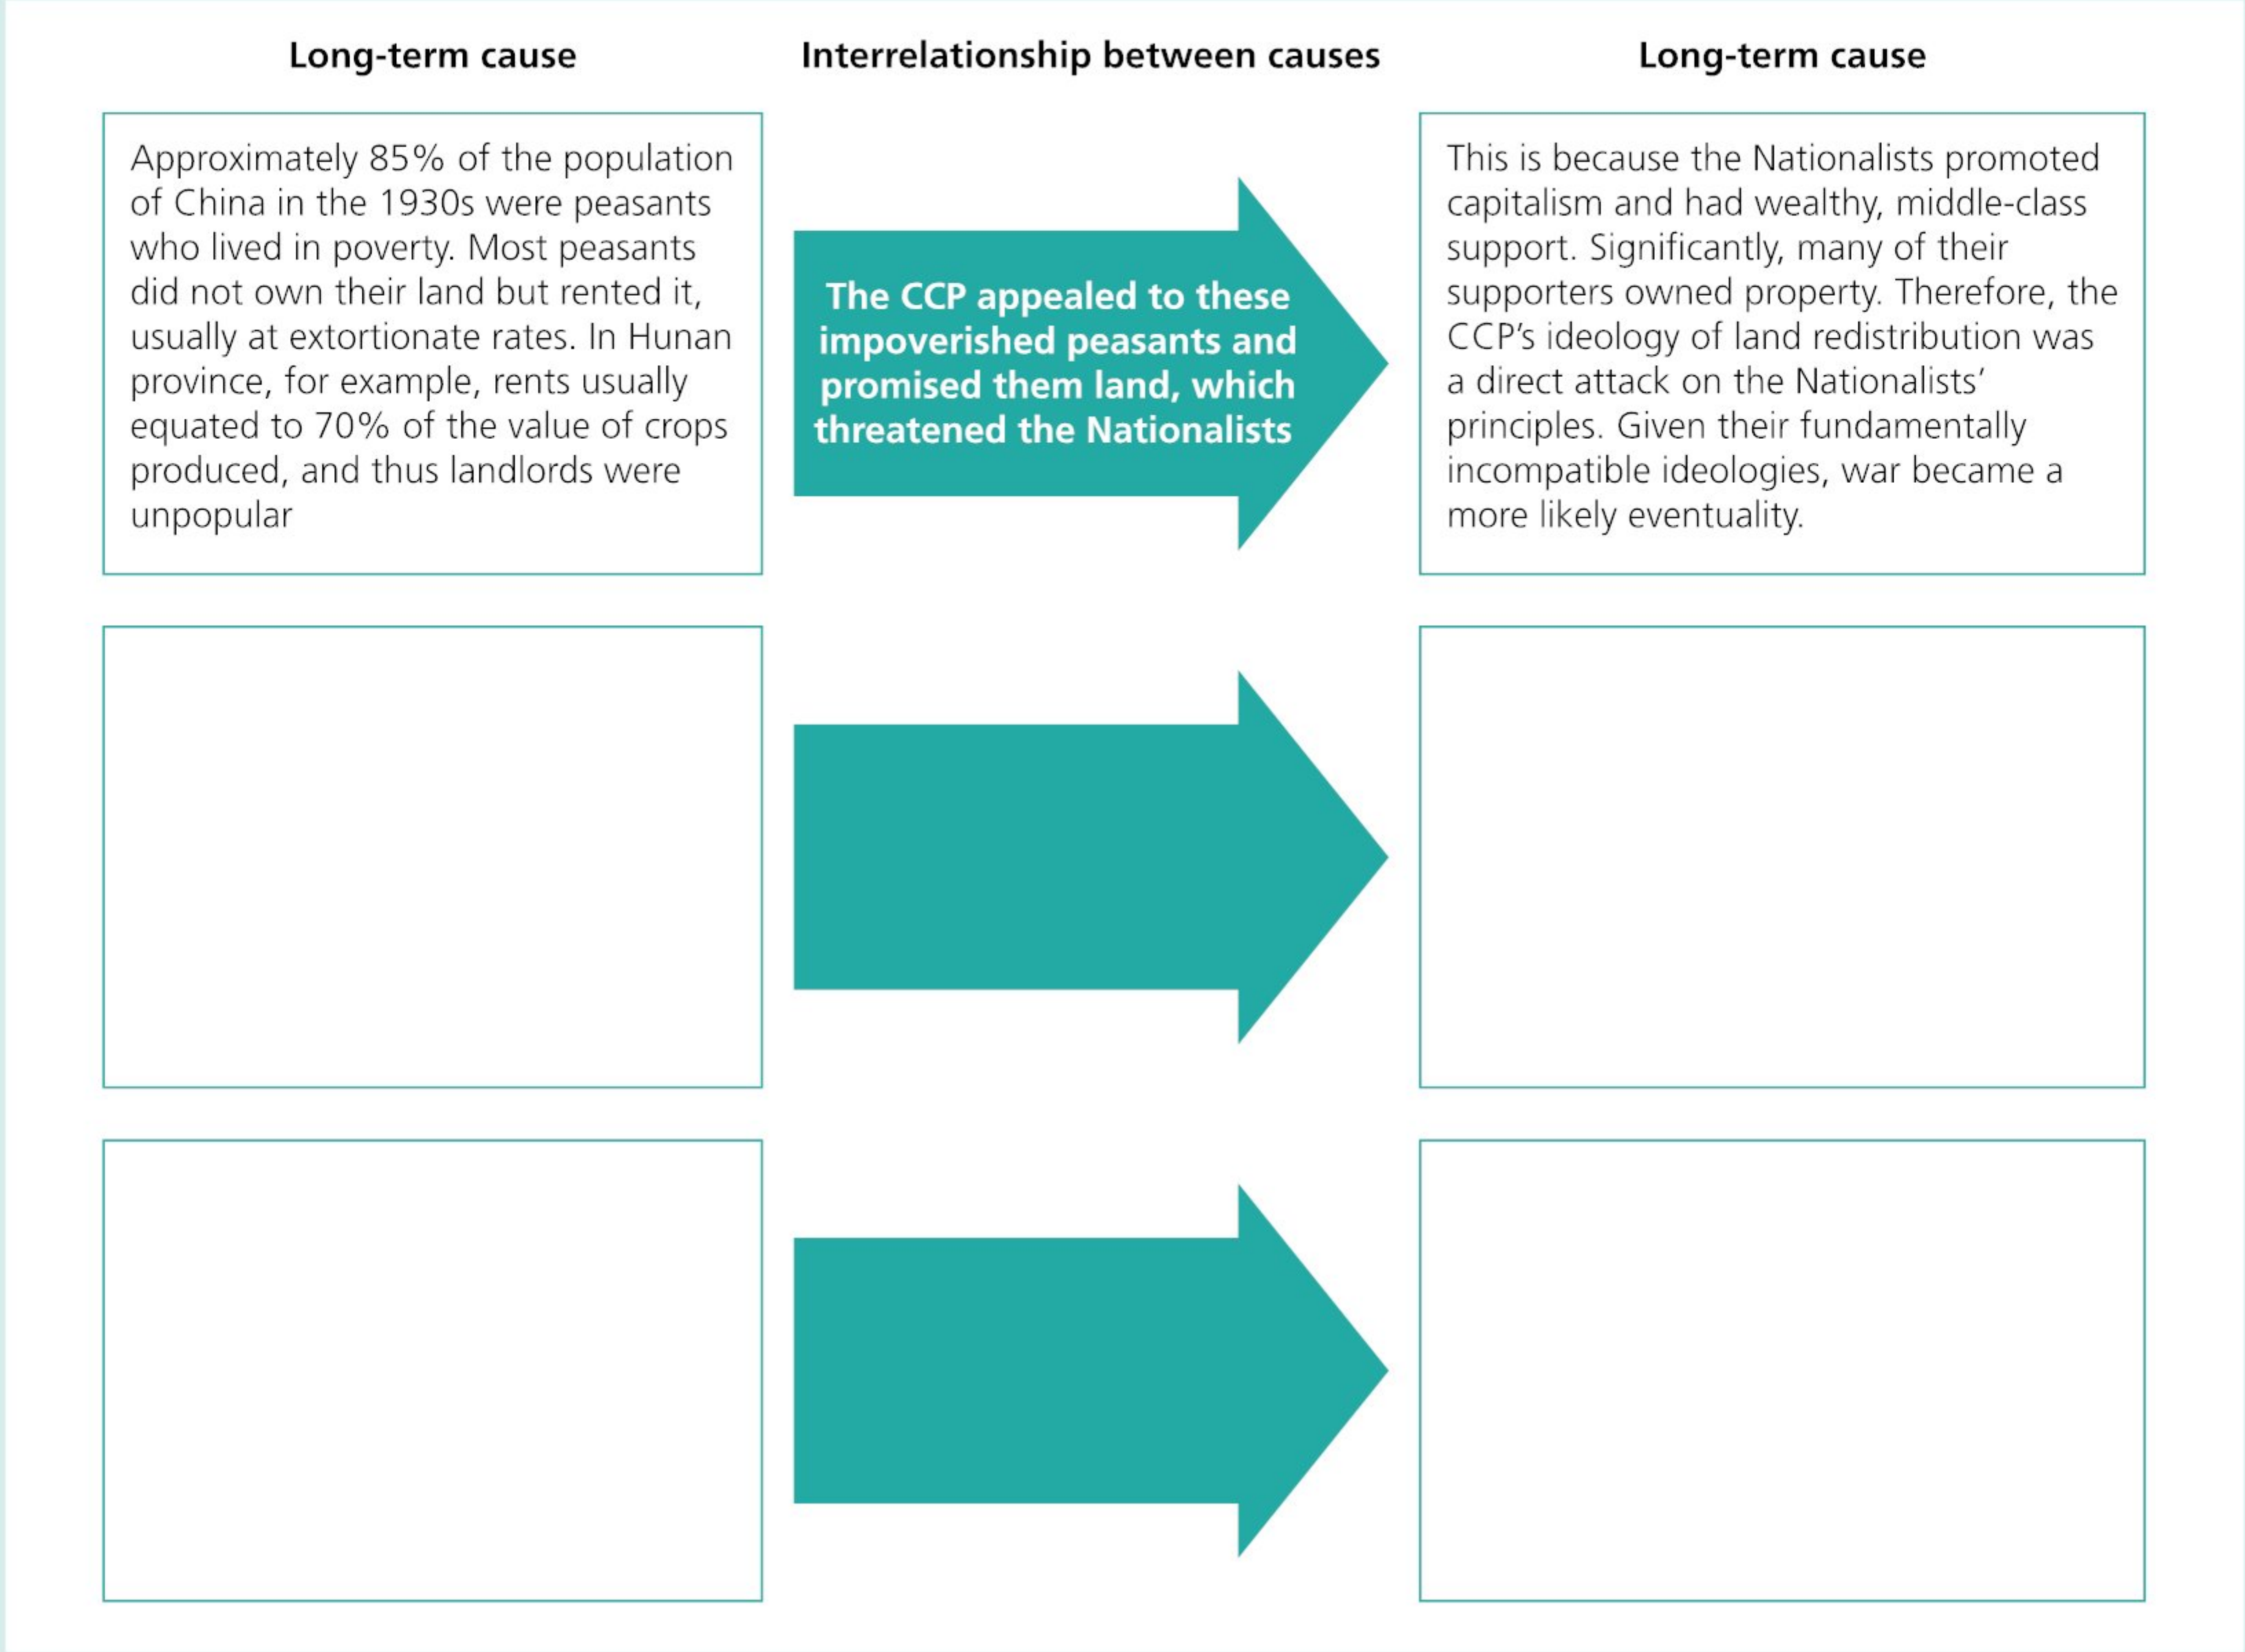 Long-term cause
Interrelationship between causes
Long-term cause
Approximately 85% of the population
of China in the 1930s were peasants
who lived in poverty. Most peasants
did not own their land but rented it,
usually at extortionate rates. In Hunan
province, for example, rents usually
equated to 70% of the value of crops
produced, and thus landlords were
unpopular
The CCP appealed to these
impoverished peasants and
promised them land, which
threatened the Nationalists
This is because the Nationalists promoted
capitalism and had wealthy, middle-class
support. Significantly, many of their
supporters owned property. Therefore, the
CCP’s ideology of land redistribution was
a direct attack on the Nationalists’
principles. Given their fundamentally
incompatible ideologies, war became a
more likely eventuality.